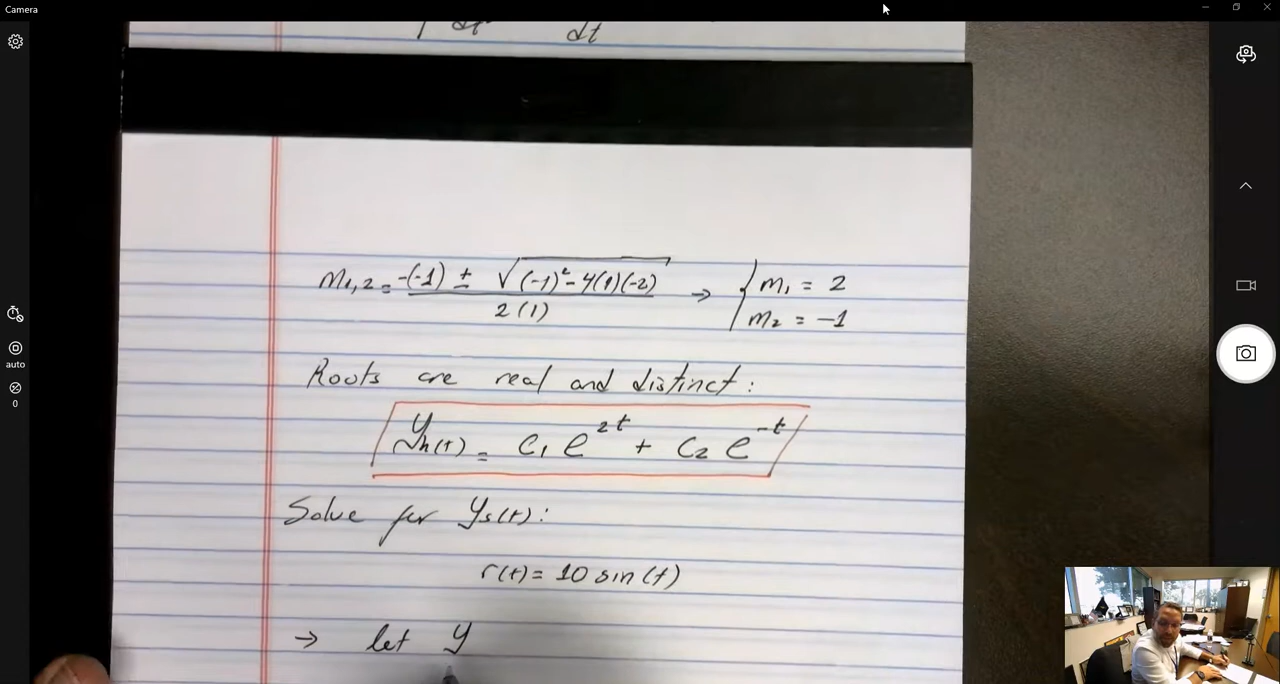 Camera
dt
m1,2 = -(-1) ± √(-1)² - 4(1)(-2) / 2(1) → { m1 = 2
m2 = -1
Roots are real and distinct:
yh(t) = C1 e^2t + C2 e^-t
Solve for ys(t):
r(t) = 10 sin(t)
→ let y
auto
0